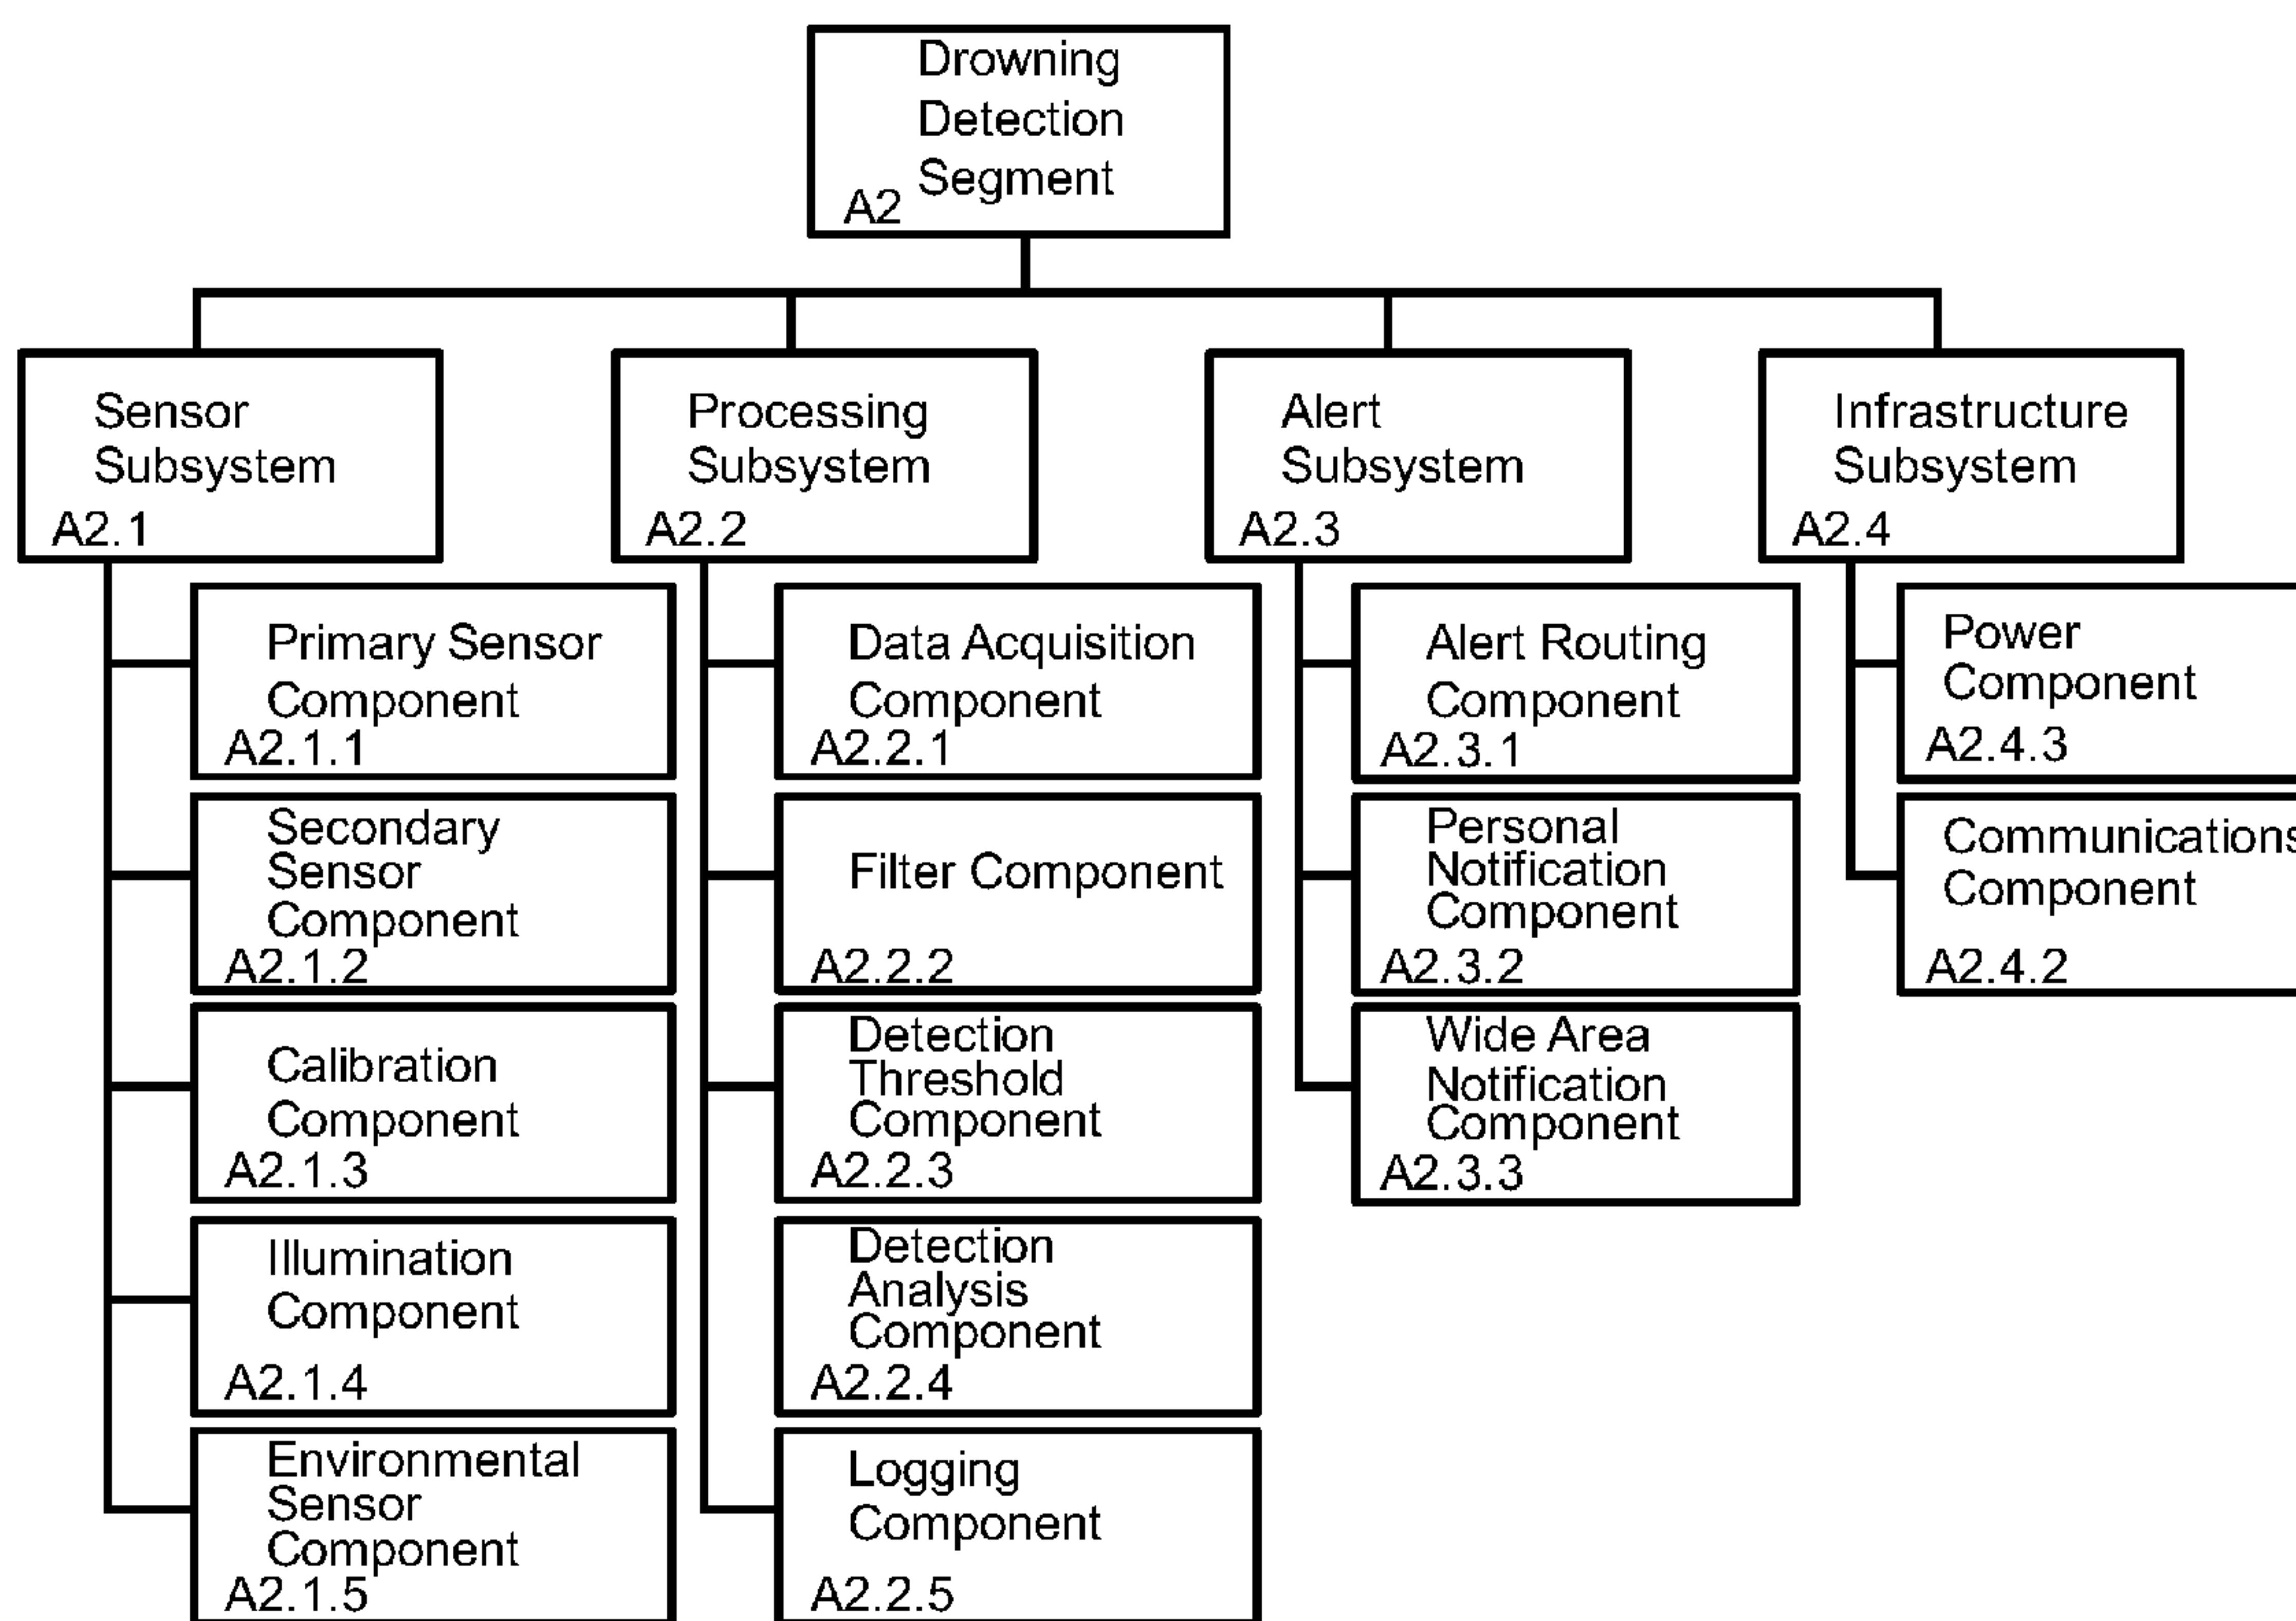 Drowning
Detection
Segment
A2
Sensor
Subsystem
A2.1
Processing
Subsystem
A2.2
Alert
Subsystem
A2.3
Infrastructure
Subsystem
A2.4
Primary Sensor
Component
A2.1.1
Secondary
Sensor
Component
A2.1.2
Calibration
Component
A2.1.3
Illumination
Component
A2.1.4
Environmental
Sensor
Component
A2.1.5
Data Acquisition
Component
A2.2.1
Filter Component
A2.2.2
Detection
Threshold
Component
A2.2.3
Detection
Analysis
Component
A2.2.4
Logging
Component
A2.2.5
Alert Routing
Component
A2.3.1
Personal
Notification
Component
A2.3.2
Wide Area
Notification
Component
A2.3.3
Power
Component
A2.4.3
Communications
Component
A2.4.2